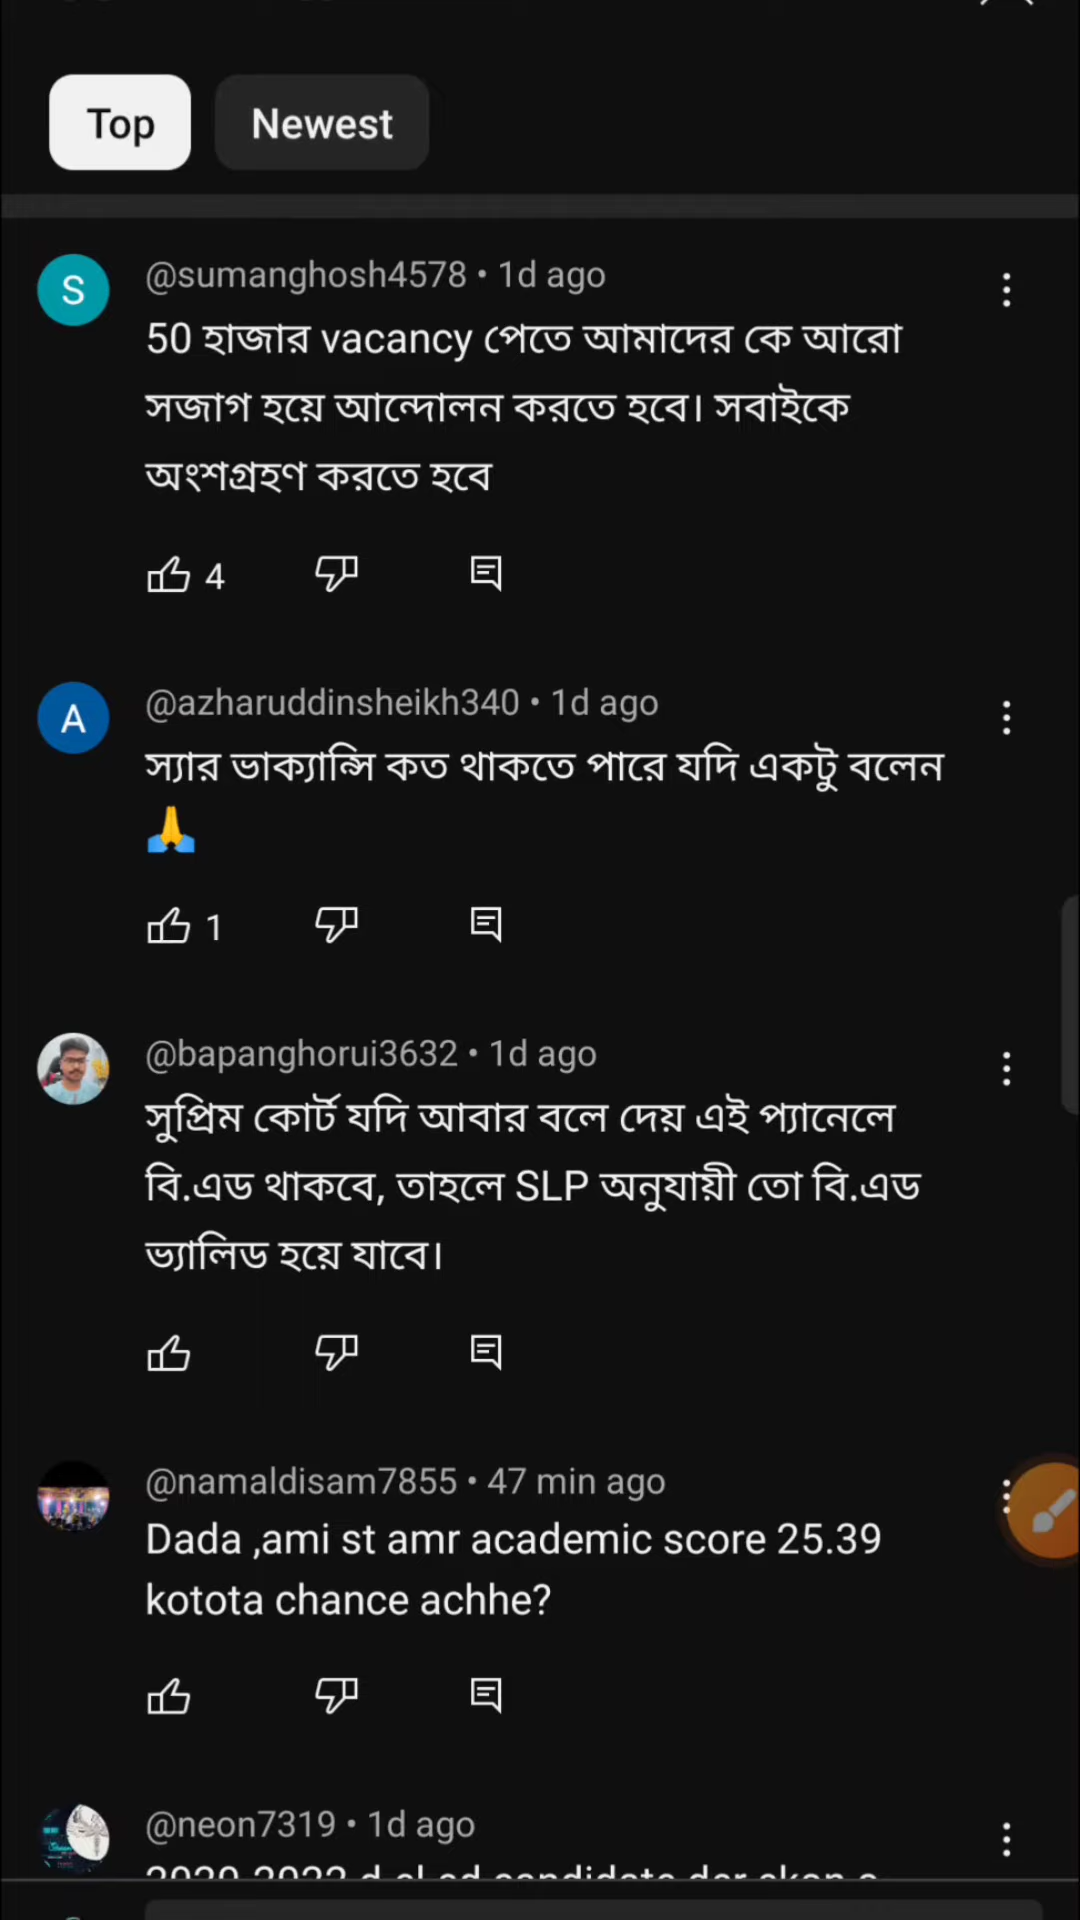 Top
Newest
S
@sumanghosh4578 • 1d ago
50 হাজার vacancy পেতে আমাদের কে আরো
সজাগ হয়ে আন্দোলন করতে হবে। সবাইকে
অংশগ্রহণ করতে হবে
4
A
@azharuddinsheikh340 • 1d ago
স্যার ভাক্যান্সি কত থাকতে পারে যদি একটু বলেন
🙏
1
@bapanghorui3632 • 1d ago
সুপ্রিম কোর্ট যদি আবার বলে দেয় এই প্যানেলে
বি.এড থাকবে, তাহলে SLP অনুযায়ী তো বি.এড
ভ্যালিড হয়ে যাবে।
@namaldisam7855 • 47 min ago
Dada ,ami st amr academic score 25.39
kotota chance achhe?
@neon7319 • 1d ago